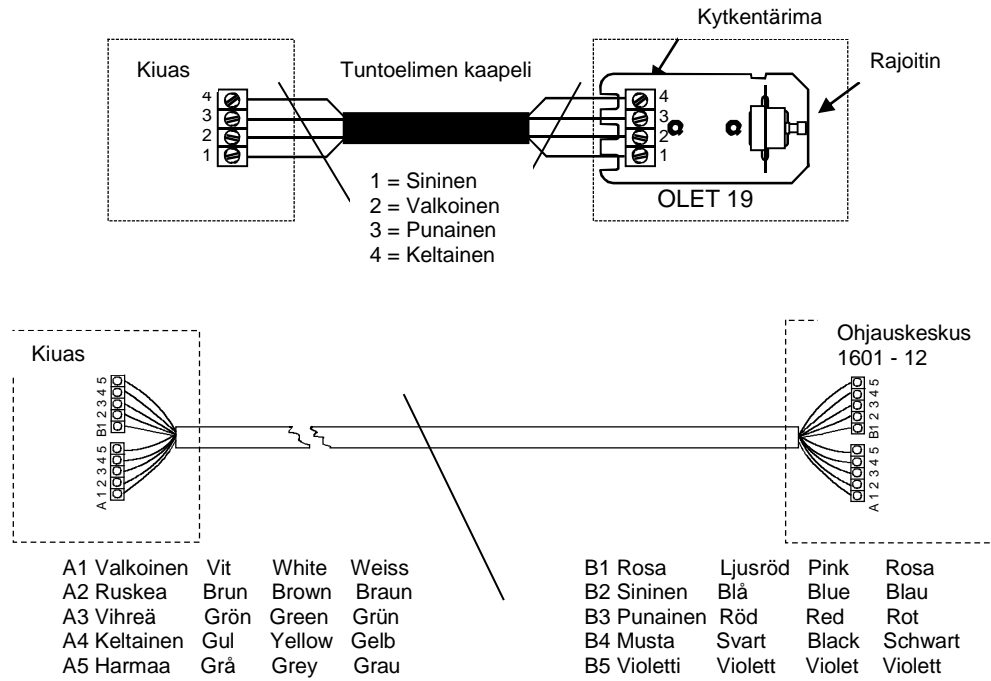 Kytkentärima
Kiuas
Tuntoelimen kaapeli
Rajoitin
4
3
2
1
4
3
2
1
1 = Sininen
2 = Valkoinen
3 = Punainen
4 = Keltainen
OLET 19
Kiuas
Ohjauskeskus
1601 - 12
B1 2 3 4 5
A 1 2 3 4 5
B1 2 3 4 5
A 1 2 3 4 5
A1 Valkoinen Vit White Weiss
A2 Ruskea Brun Brown Braun
A3 Vihreä Grön Green Grün
A4 Keltainen Gul Yellow Gelb
A5 Harmaa Grå Grey Grau
B1 Rosa Ljusröd Pink Rosa
B2 Sininen Blå Blue Blau
B3 Punainen Röd Red Rot
B4 Musta Svart Black Schwart
B5 Violetti Violett Violet Violett